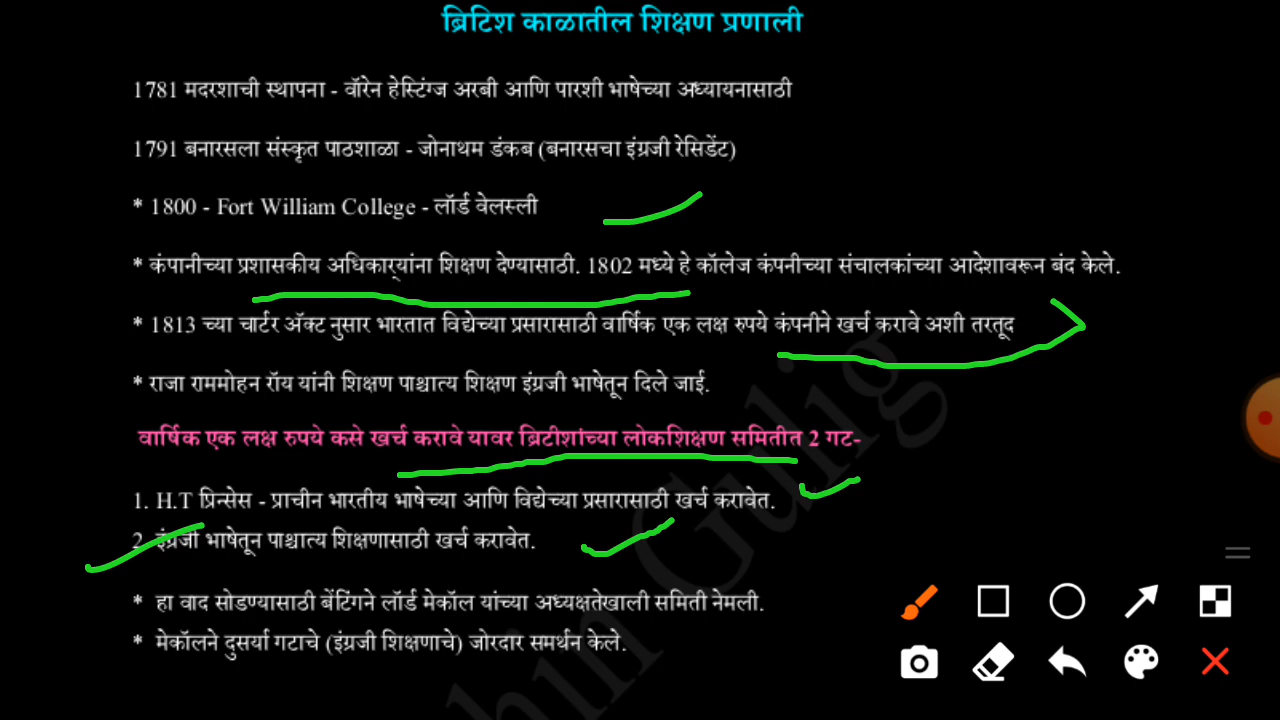 ब्रिटिश काळातील शिक्षण प्रणाली
1781 मदरशाची स्थापना - वॉरेन हेस्टिंग्ज अरबी आणि पारशी भाषेच्या अध्यायनासाठी
1791 बनारसला संस्कृत पाठशाळा - जोनाथम डंकब (बनारसचा इंग्रजी रेसिडेंट)
* 1800 - Fort William College - लॉर्ड वेलस्ली
* कंपानीच्या प्रशासकीय अधिकाऱ्यांना शिक्षण देण्यासाठी. 1802 मध्ये हे कॉलेज कंपनीच्या संचालकांच्या आदेशावरून बंद केले.
* 1813 च्या चार्टर ॲक्ट नुसार भारतात विद्येच्या प्रसारासाठी वार्षिक एक लक्ष रुपये कंपनीने खर्च करावे अशी तरतूद
* राजा राममोहन रॉय यांनी शिक्षण पाश्चात्य शिक्षण इंग्रजी भाषेतून दिले जाई.
वार्षिक एक लक्ष रुपये कसे खर्च करावे यावर ब्रिटीशांच्या लोकशिक्षण समितीत 2 गट-
1. H.T प्रिन्सेस - प्राचीन भारतीय भाषेच्या आणि विद्येच्या प्रसारासाठी खर्च करावेत.
2. इंग्रजी भाषेतून पाश्चात्य शिक्षणासाठी खर्च करावेत.
* हा वाद सोडण्यासाठी बेंटिंगने लॉर्ड मेकॉल यांच्या अध्यक्षतेखाली समिती नेमली.
* मेकॉलने दुसर्या गटाचे (इंग्रजी शिक्षणाचे) जोरदार समर्थन केले.